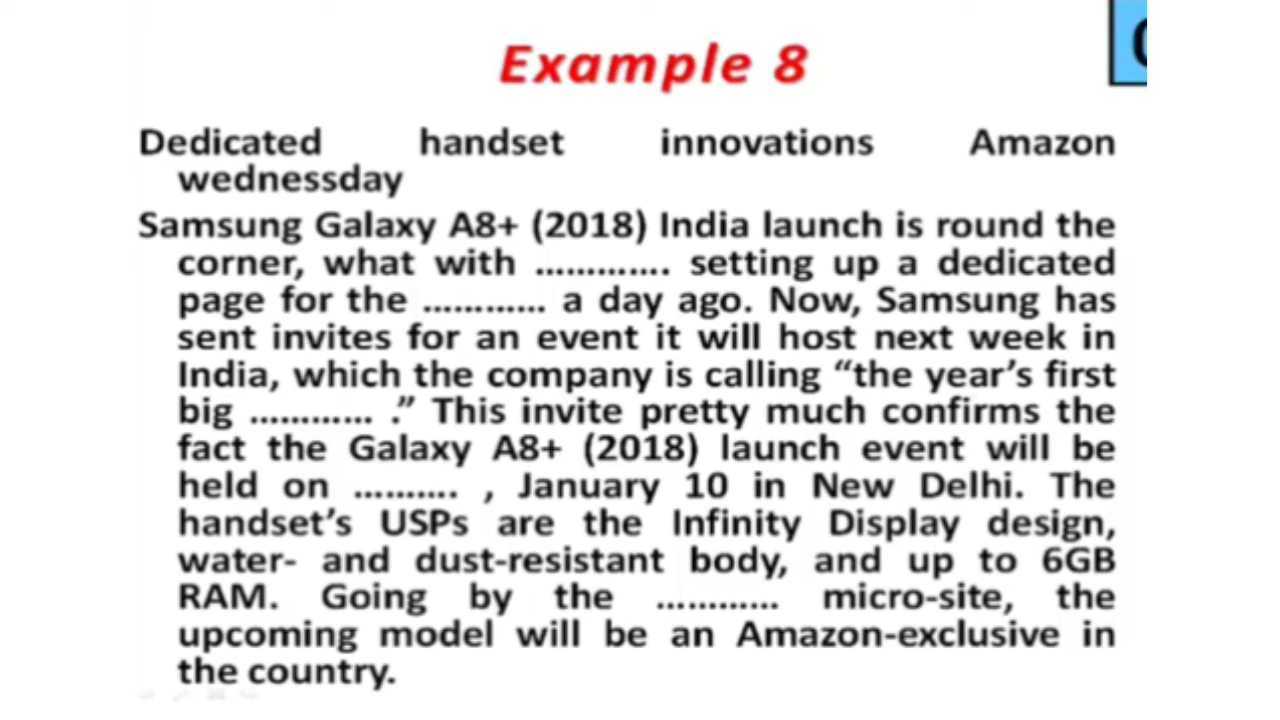 Example 8
Dedicated handset innovations Amazon
wednessday
Samsung Galaxy A8+ (2018) India launch is round the
corner, what with ............. setting up a dedicated
page for the ............ a day ago. Now, Samsung has
sent invites for an event it will host next week in
India, which the company is calling “the year’s first
big ............ .” This invite pretty much confirms the
fact the Galaxy A8+ (2018) launch event will be
held on .......... , January 10 in New Delhi. The
handset’s USPs are the Infinity Display design,
water- and dust-resistant body, and up to 6GB
RAM. Going by the ............ micro-site, the
upcoming model will be an Amazon-exclusive in
the country.